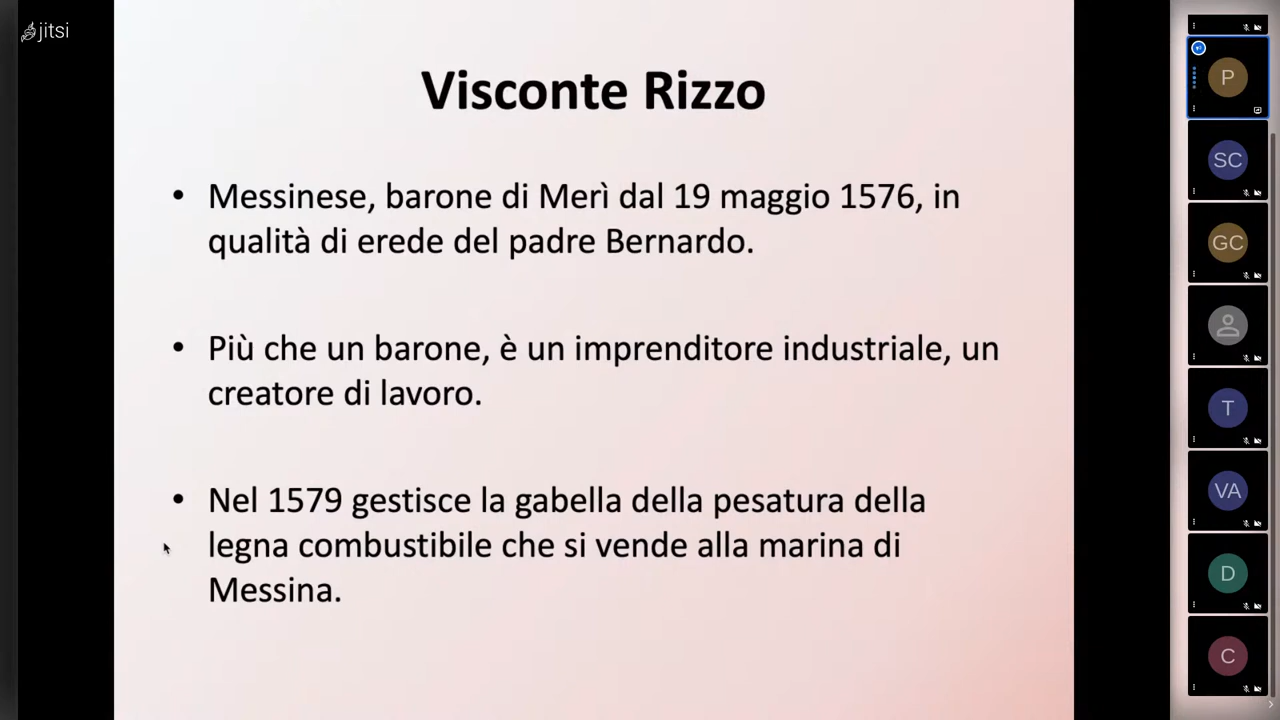 jitsi
Visconte Rizzo
• Messinese, barone di Merì dal 19 maggio 1576, in
qualità di erede del padre Bernardo.
• Più che un barone, è un imprenditore industriale, un
creatore di lavoro.
• Nel 1579 gestisce la gabella della pesatura della
legna combustibile che si vende alla marina di
Messina.
P
SC
GC
T
VA
D
C